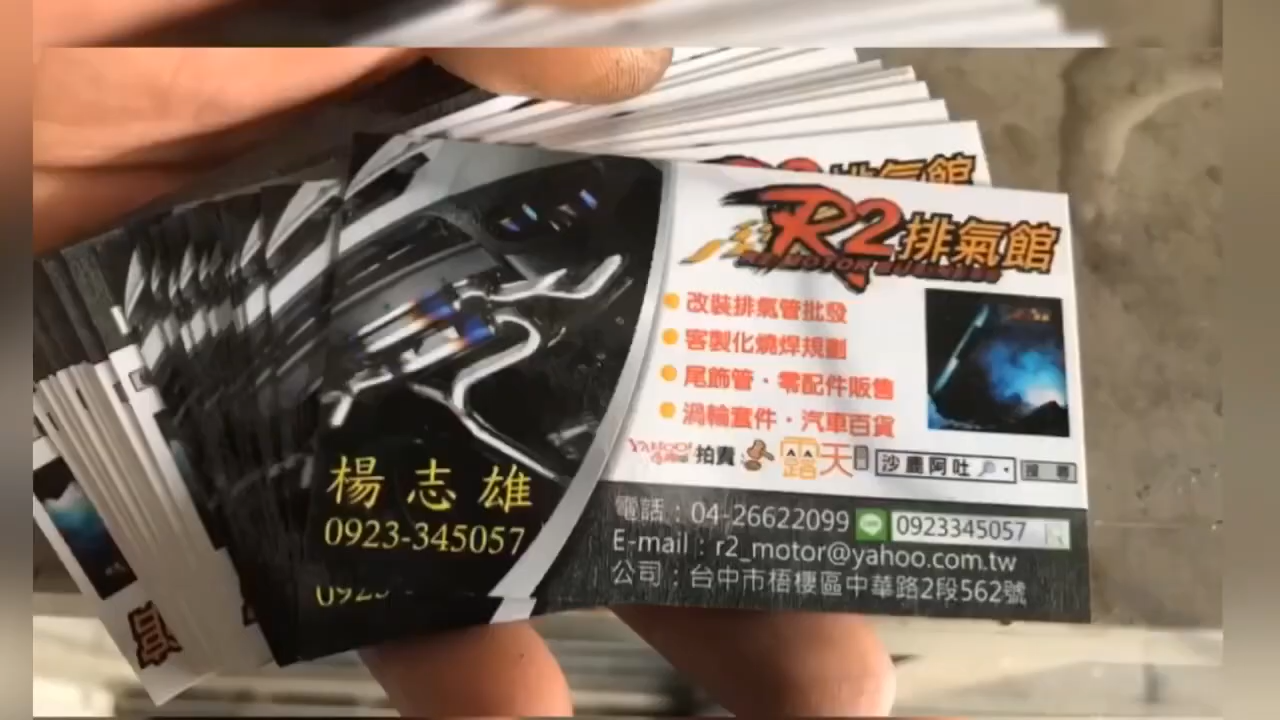 R2排氣館
R2 MOTOR BUSINESS
改裝排氣管批發
客製化燒焊規劃
尾飾管・零配件販售
渦輪套件・汽車百貨
YAHOO! 拍賣 露天 沙鹿阿吐 搜尋
楊志雄
0923-345057
電話：04-26622099 0923345057
E-mail：r2_motor@yahoo.com.tw
公司：台中市梧棲區中華路2段562號